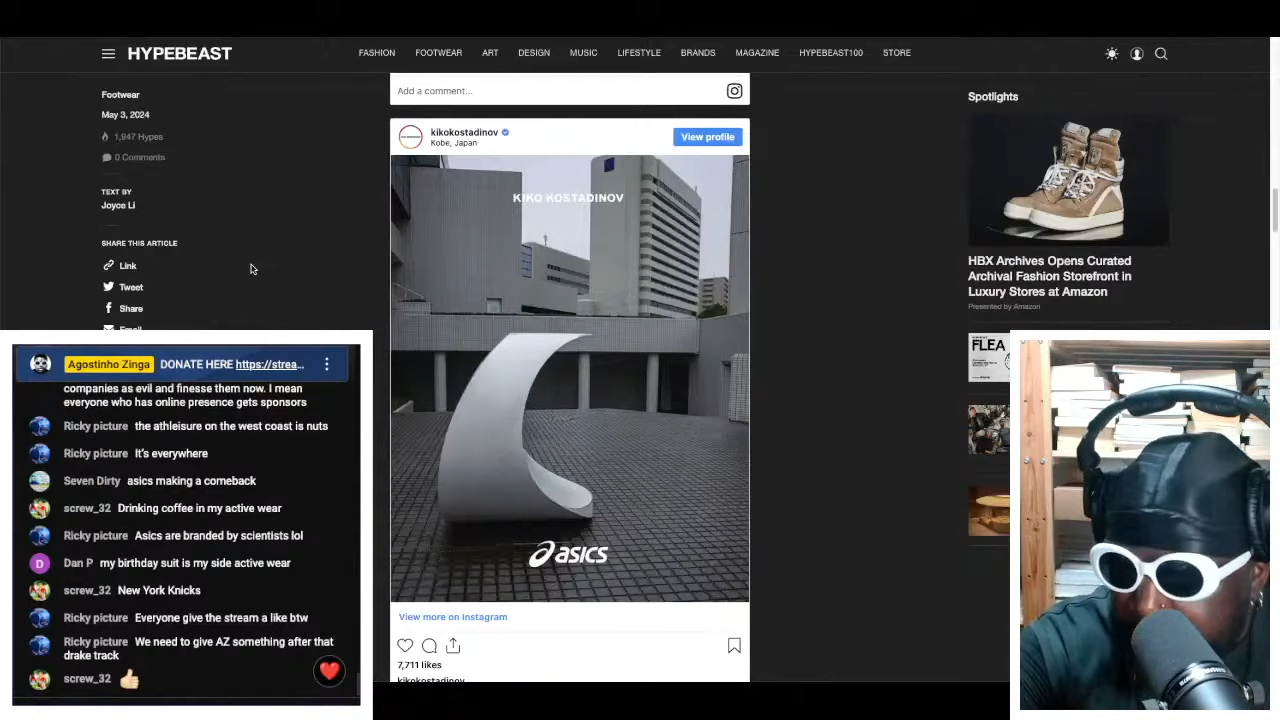 HYPEBEAST
FASHION
FOOTWEAR
ART
DESIGN
MUSIC
LIFESTYLE
BRANDS
MAGAZINE
HYPEBEAST100
STORE
Footwear
May 3, 2024
1,947 Hypes
0 Comments
TEXT BY
Joyce Li
SHARE THIS ARTICLE
Link
Tweet
Share
Email
Add a comment...
kikokostadinov
Kobe, Japan
View profile
KIKO KOSTADINOV
asics
View more on Instagram
7,711 likes
kikokostadinov
Spotlights
HBX Archives Opens Curated
Archival Fashion Storefront in
Luxury Stores at Amazon
Presented by Amazon
FLEA
Agostinho Zinga DONATE HERE https://strea...
companies as evil and finesse them now. I mean
everyone who has online presence gets sponsors
Ricky picture the athleisure on the west coast is nuts
Ricky picture It's everywhere
Seven Dirty asics making a comeback
screw_32 Drinking coffee in my active wear
Ricky picture Asics are branded by scientists lol
D
Dan P my birthday suit is my side active wear
screw_32 New York Knicks
Ricky picture Everyone give the stream a like btw
Ricky picture We need to give AZ something after that
drake track
screw_32 👍🏻